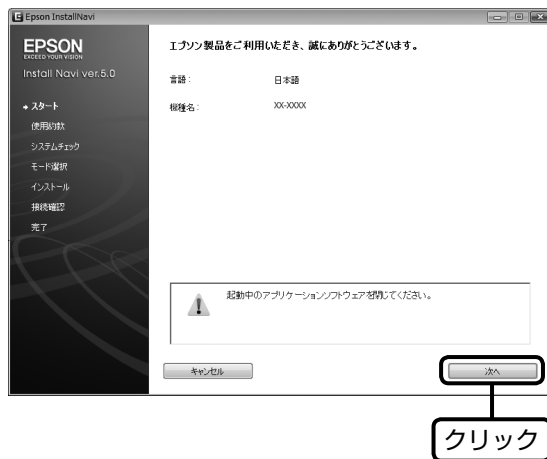 Epson InstallNavi
EPSON
EXCEED YOUR VISION
Install Navi ver.5.0
スタート
使用約款
システムチェック
モード選択
インストール
接続確認
完了
エプソン製品をご利用いただき、誠にありがとうございます。
言語：
日本語
機種名：
XX-XXXX
起動中のアプリケーションソフトウェアを閉じてください。
キャンセル
次へ
クリック